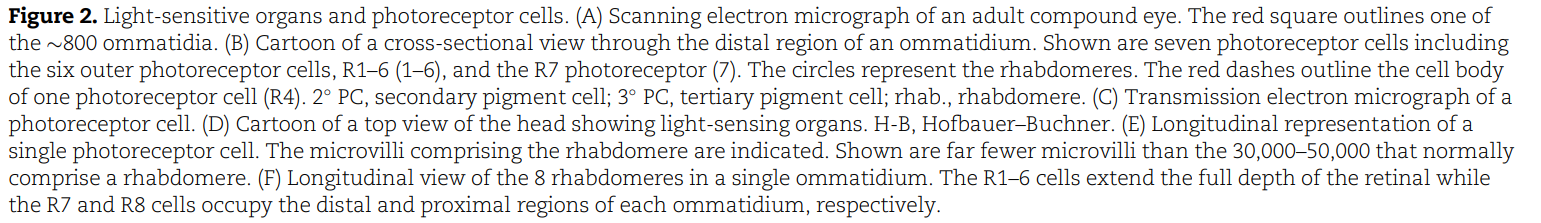 Figure 2. Light-sensitive organs and photoreceptor cells. (A) Scanning electron micrograph of an adult compound eye. The red square outlines one of
the ∼800 ommatidia. (B) Cartoon of a cross-sectional view through the distal region of an ommatidium. Shown are seven photoreceptor cells including
the six outer photoreceptor cells, R1–6 (1–6), and the R7 photoreceptor (7). The circles represent the rhabdomeres. The red dashes outline the cell body
of one photoreceptor cell (R4). 2° PC, secondary pigment cell; 3° PC, tertiary pigment cell; rhab., rhabdomere. (C) Transmission electron micrograph of a
photoreceptor cell. (D) Cartoon of a top view of the head showing light-sensing organs. H-B, Hofbauer–Buchner. (E) Longitudinal representation of a
single photoreceptor cell. The microvilli comprising the rhabdomere are indicated. Shown are far fewer microvilli than the 30,000–50,000 that normally
comprise a rhabdomere. (F) Longitudinal view of the 8 rhabdomeres in a single ommatidium. The R1–6 cells extend the full depth of the retinal while
the R7 and R8 cells occupy the distal and proximal regions of each ommatidium, respectively.